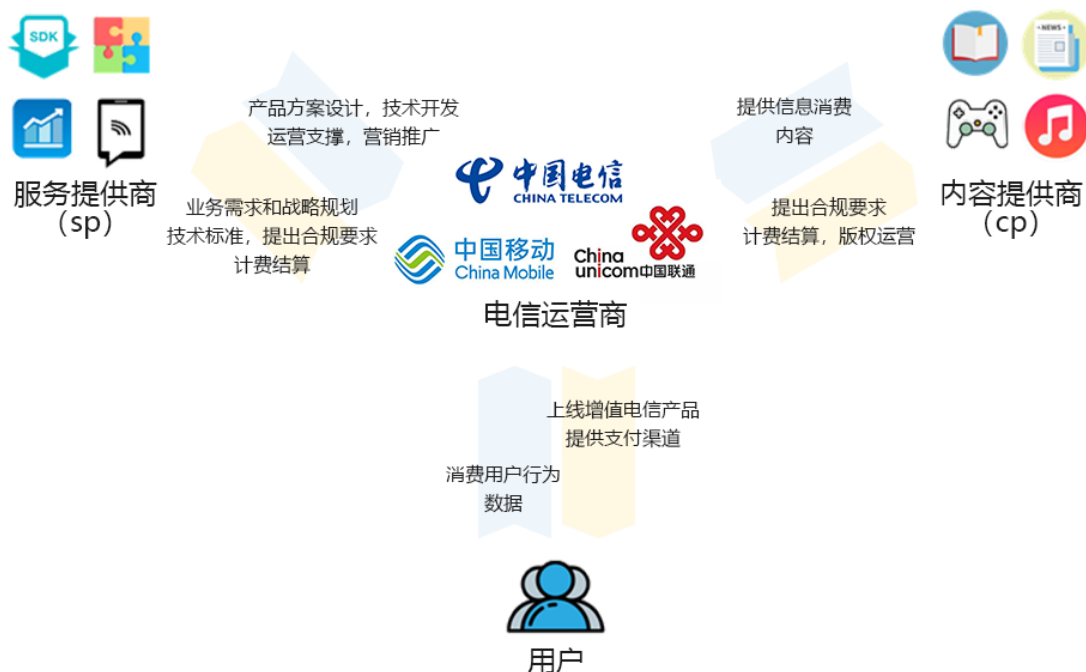 SDK
NEWS
产品方案设计，技术开发
运营支撑，营销推广
提供信息消费
内容
中国电信
CHINA TELECOM
服务提供商
（sp）
内容提供商
（cp）
业务需求和战略规划
技术标准，提出合规要求
计费结算
提出合规要求
计费结算，版权运营
中国移动
China Mobile
China
unicom中国联通
电信运营商
上线增值电信产品
提供支付渠道
消费用户行为
数据
用户